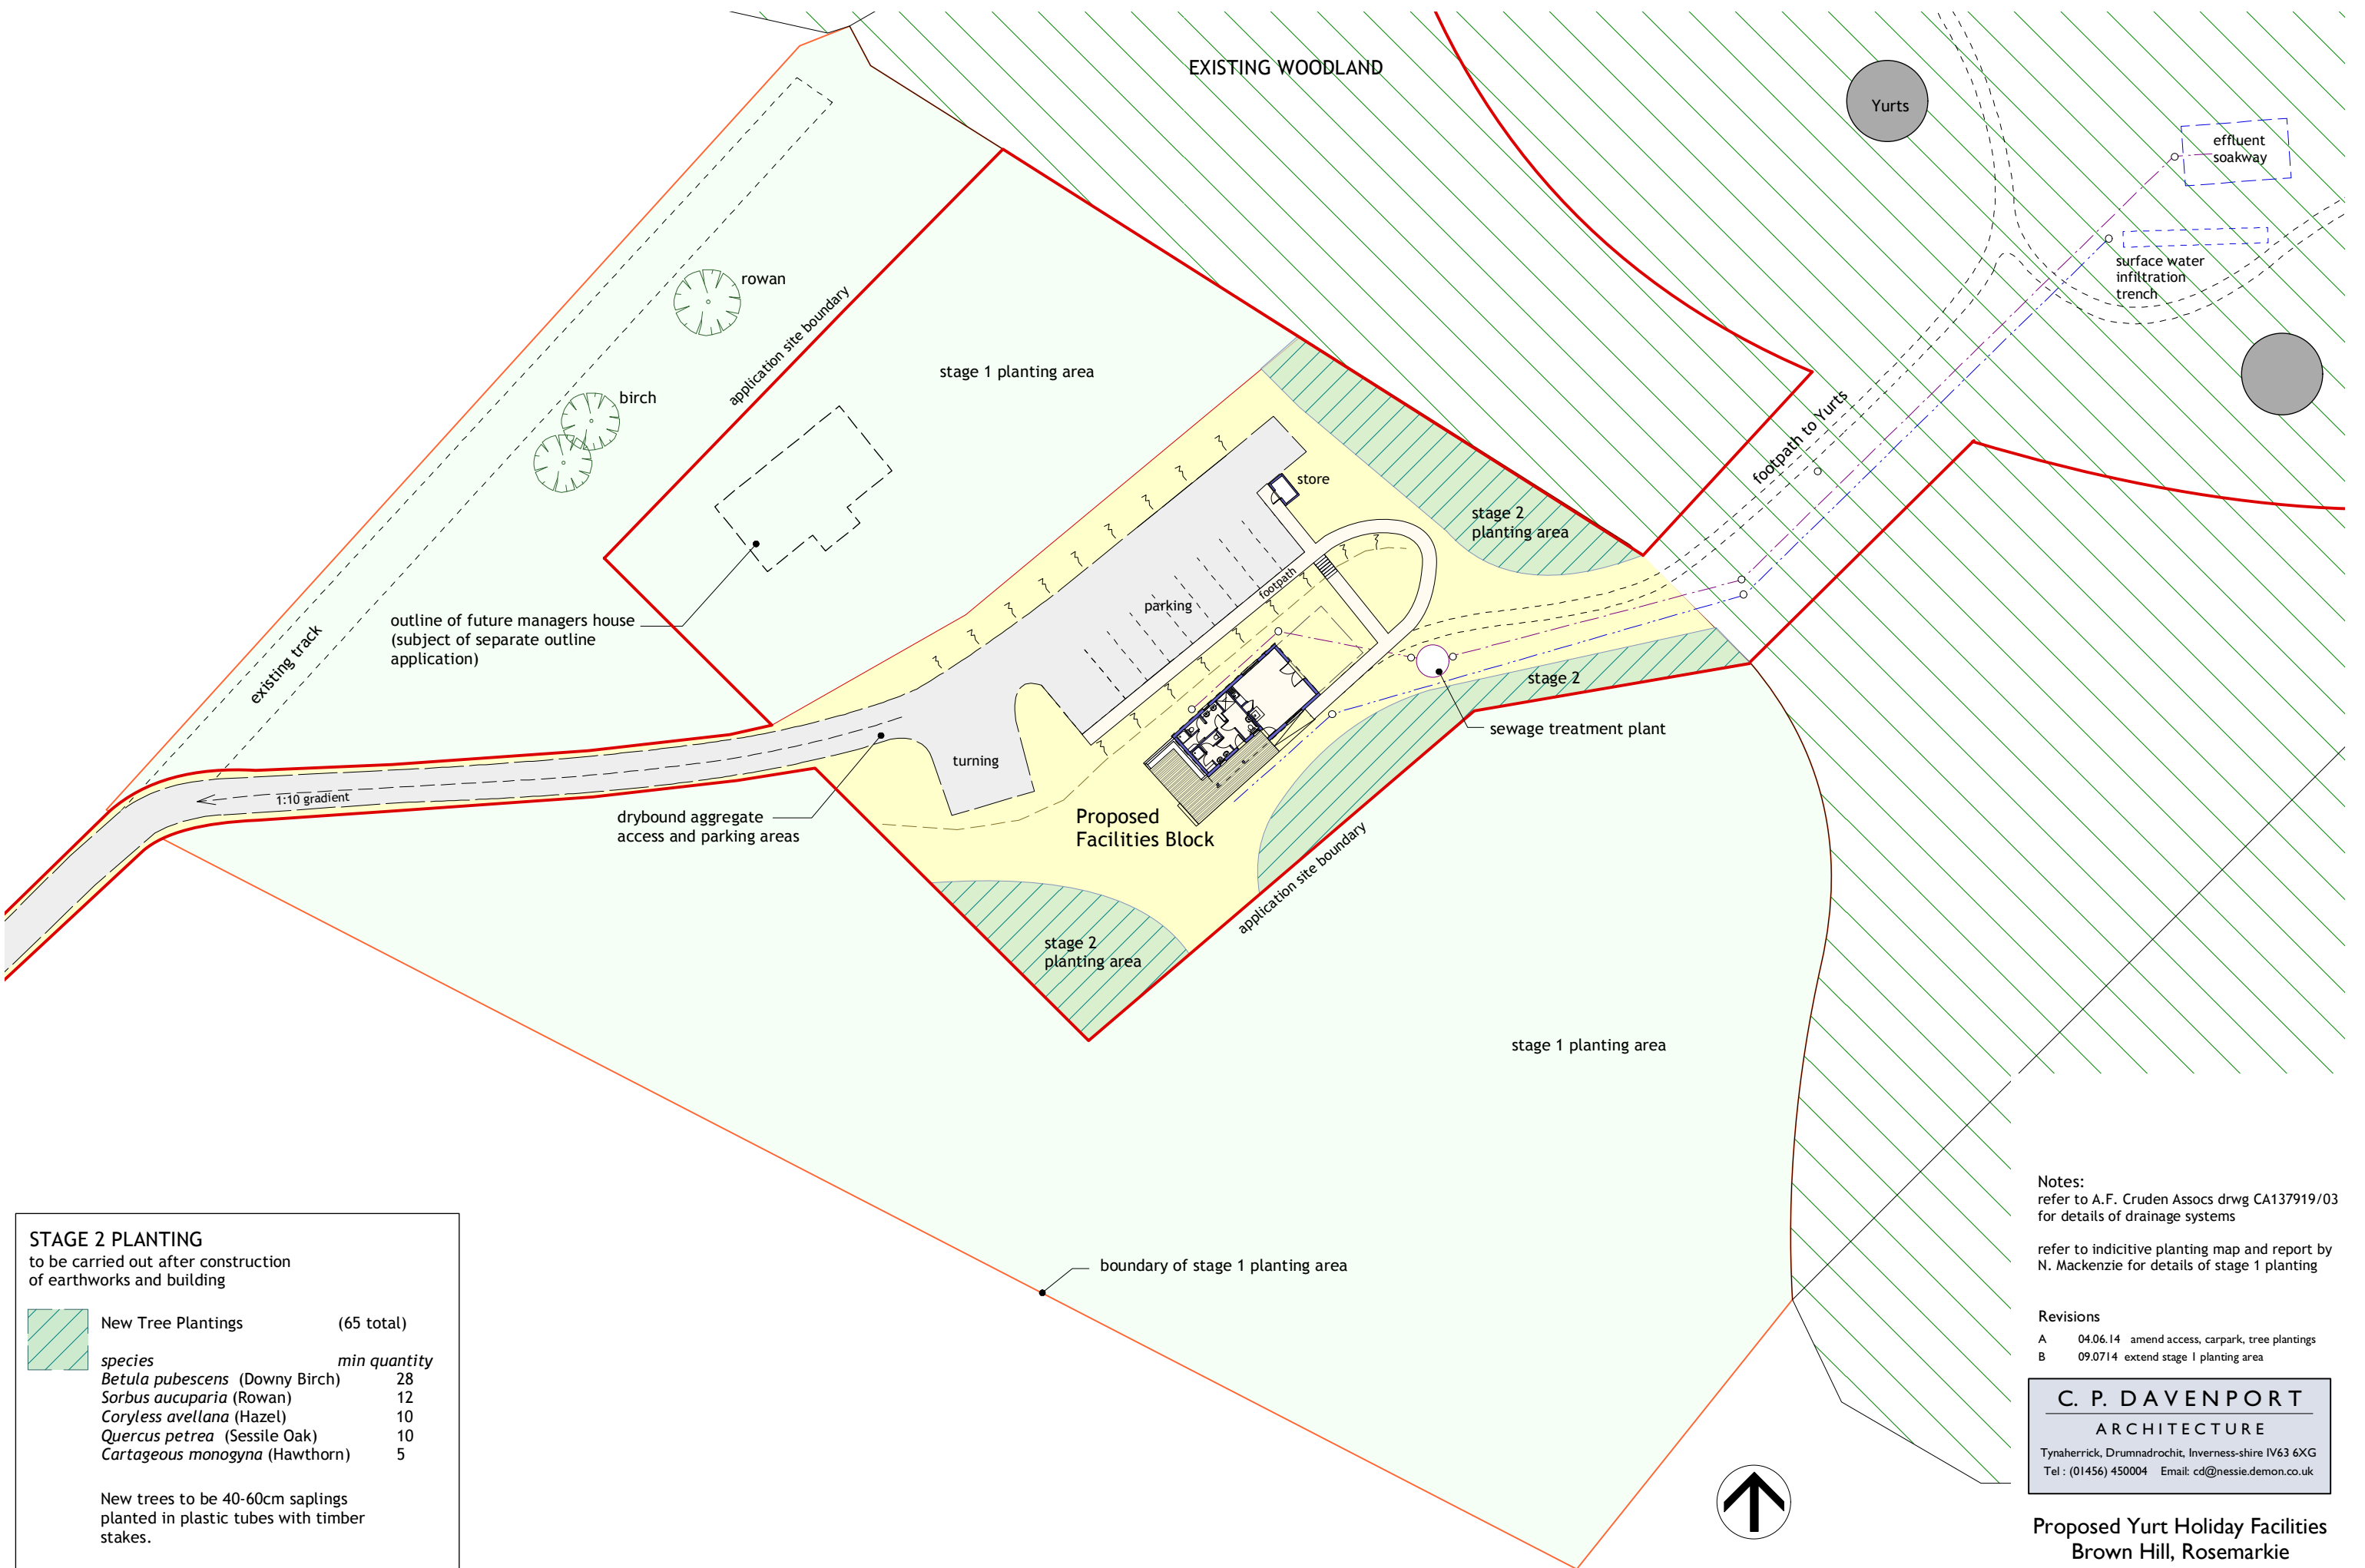 EXISTING WOODLAND
Yurts
effluent
soakway
surface water
infiltration
trench
rowan
birch
application site boundary
stage 1 planting area
footpath to Yurts
store
stage 2
planting area
footpath
parking
outline of future managers house
(subject of separate outline
application)
existing track
stage 2
sewage treatment plant
turning
1:10 gradient
drybound aggregate
access and parking areas
Proposed
Facilities Block
application site boundary
stage 2
planting area
stage 1 planting area
boundary of stage 1 planting area
STAGE 2 PLANTING
to be carried out after construction
of earthworks and building
New Tree Plantings (65 total)
species min quantity
Betula pubescens (Downy Birch) 28
Sorbus aucuparia (Rowan) 12
Coryless avellana (Hazel) 10
Quercus petrea (Sessile Oak) 10
Cartageous monogyna (Hawthorn) 5
New trees to be 40-60cm saplings
planted in plastic tubes with timber
stakes.
Notes:
refer to A.F. Cruden Assocs drwg CA137919/03
for details of drainage systems
refer to indicitive planting map and report by
N. Mackenzie for details of stage 1 planting
Revisions
A 04.06.14 amend access, carpark, tree plantings
B 09.0714 extend stage 1 planting area
C. P. DAVENPORT
ARCHITECTURE
Tynaherrick, Drumnadrochit, Inverness-shire IV63 6XG
Tel : (01456) 450004 Email: cd@nessie.demon.co.uk
Proposed Yurt Holiday Facilities
Brown Hill, Rosemarkie